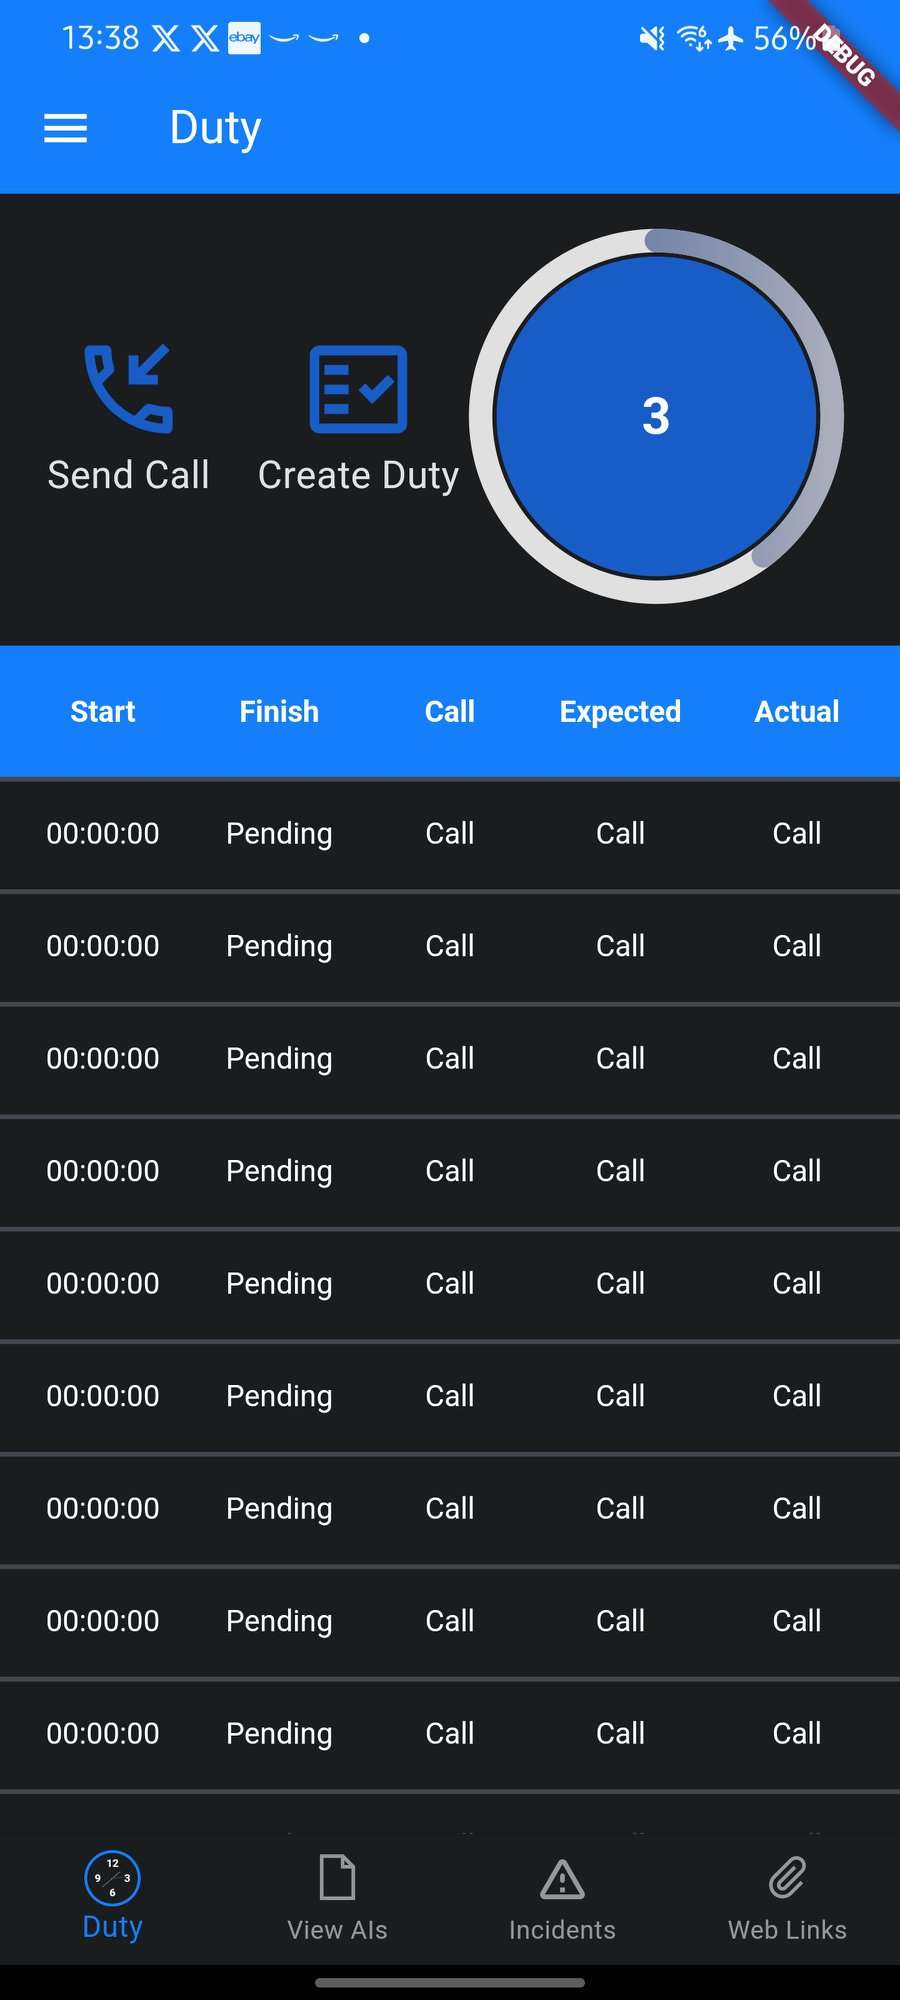 13:38 ebay 6 56%
DEBUG
Duty
3
Send Call Create Duty
Start Finish Call Expected Actual
00:00:00 Pending Call Call Call
00:00:00 Pending Call Call Call
00:00:00 Pending Call Call Call
00:00:00 Pending Call Call Call
00:00:00 Pending Call Call Call
00:00:00 Pending Call Call Call
00:00:00 Pending Call Call Call
00:00:00 Pending Call Call Call
00:00:00 Pending Call Call Call
12
9 3
6
Duty View AIs Incidents Web Links